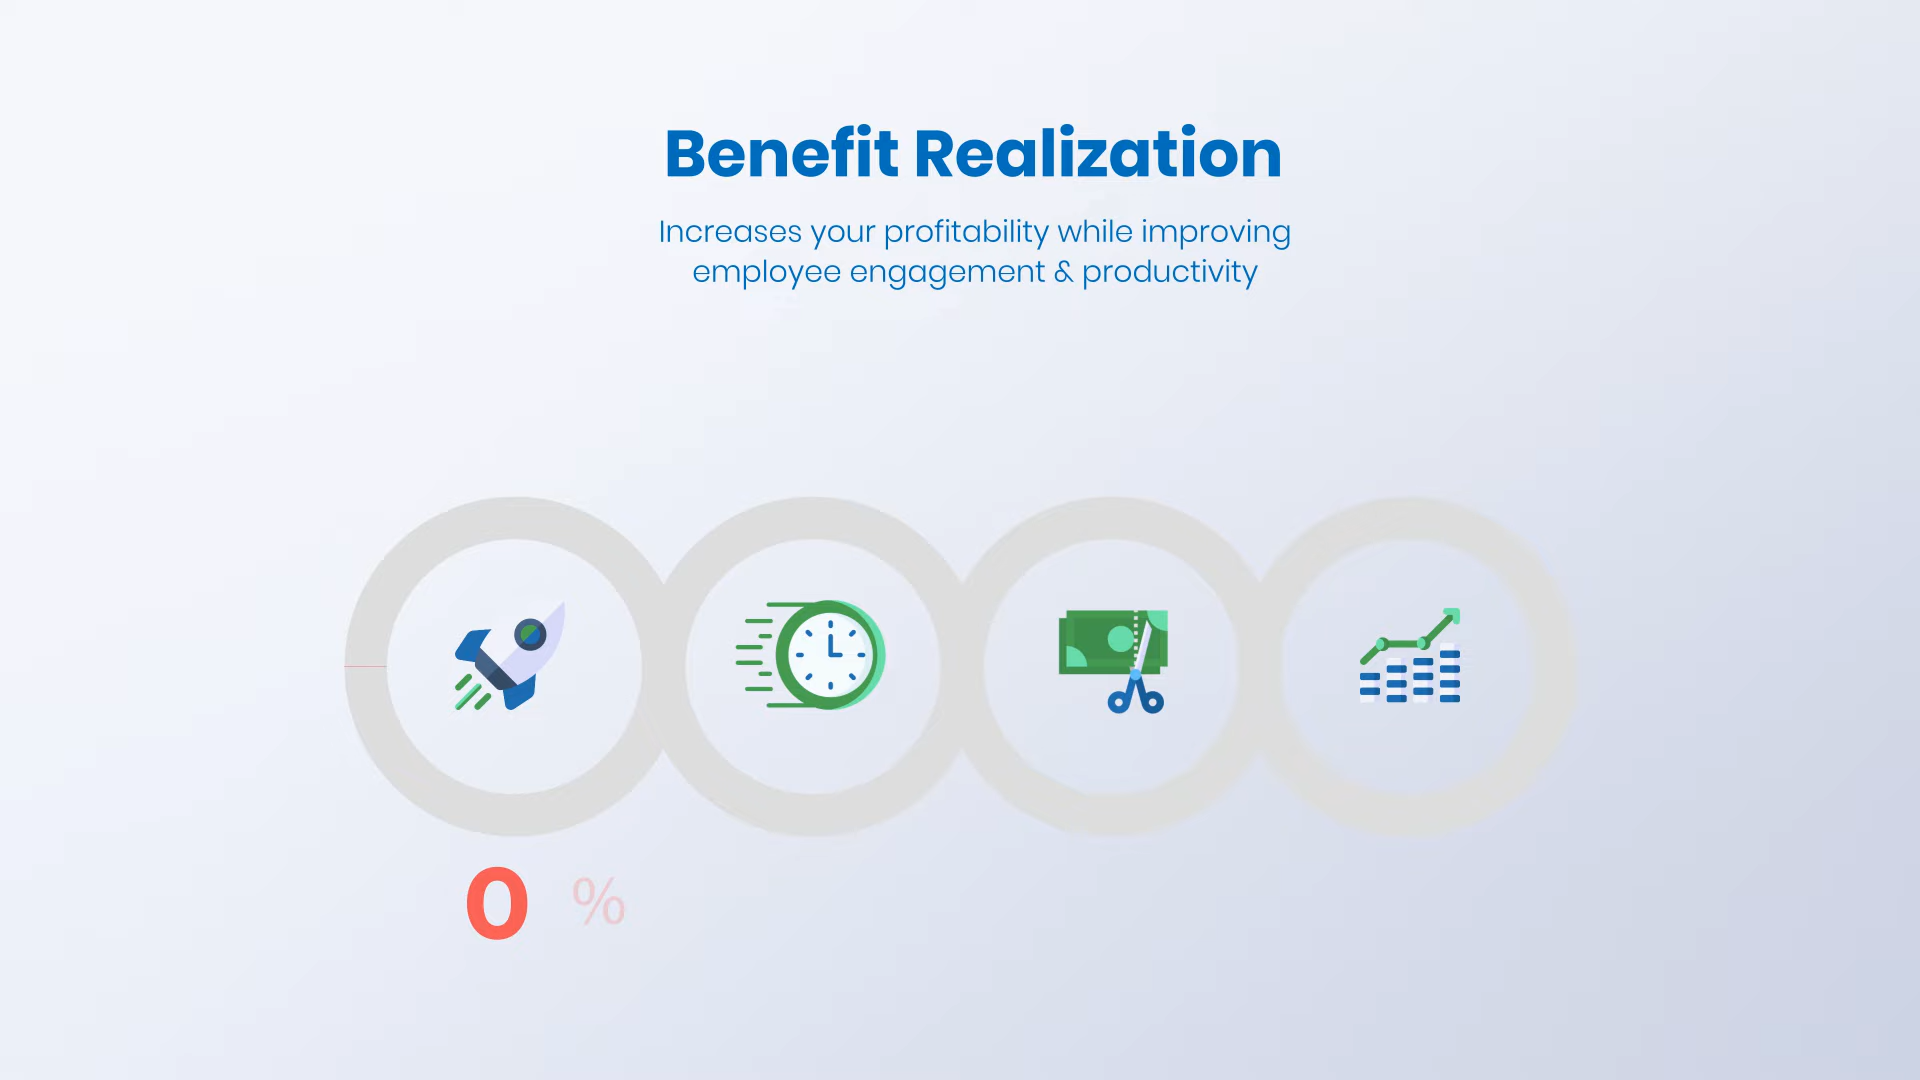 Benefit Realization
Increases your profitability while improving
employee engagement & productivity
0 %